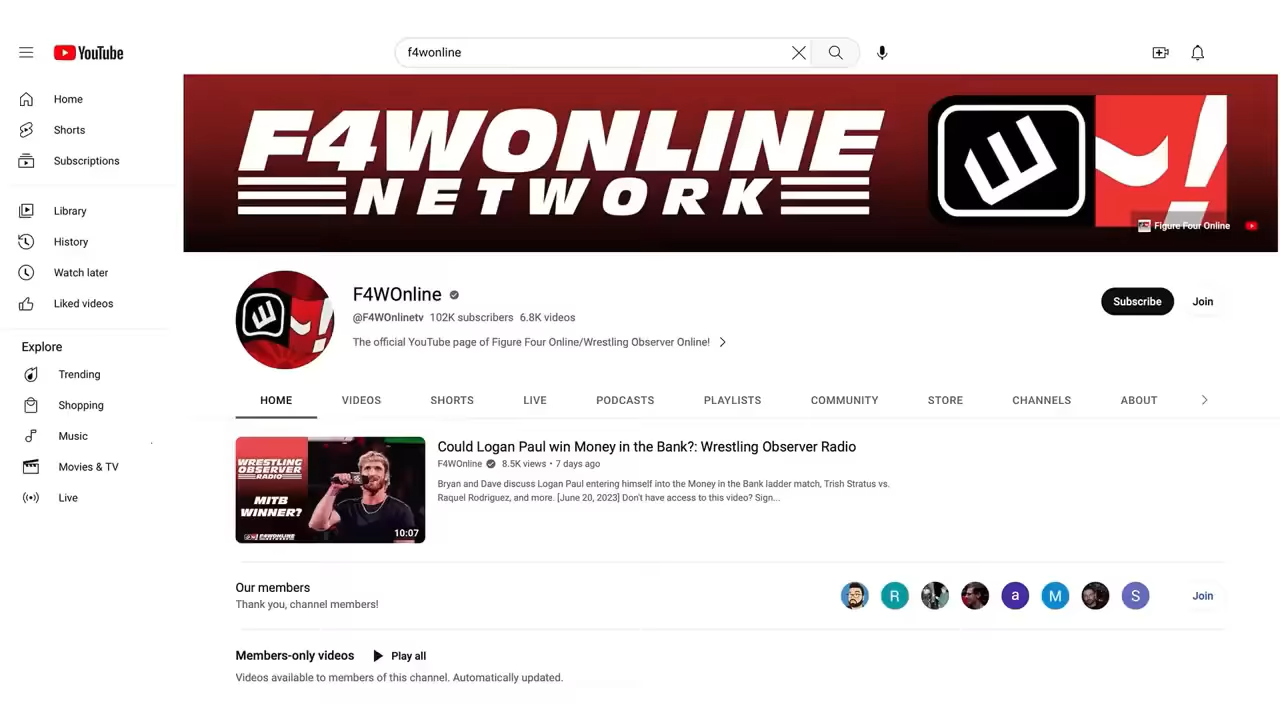 YouTube
f4wonline
Home
Shorts
Subscriptions
Library
History
Watch later
Liked videos
Explore
Trending
Shopping
Music
Movies & TV
Live
F4WONLINE
NETWORK
Figure Four Online
F4WOnline
@F4WOnlinetv 102K subscribers 6.8K videos
The official YouTube page of Figure Four Online/Wrestling Observer Online!
Subscribe
Join
HOME VIDEOS SHORTS LIVE PODCASTS PLAYLISTS COMMUNITY STORE CHANNELS ABOUT
WRESTLING
OBSERVER
RADIO
MITB
WINNER?
F4WONLINE
NETWORK
10:07
Could Logan Paul win Money in the Bank?: Wrestling Observer Radio
F4WOnline 8.5K views • 7 days ago
Bryan and Dave discuss Logan Paul entering himself into the Money in the Bank ladder match, Trish Stratus vs.
Raquel Rodriguez, and more. [June 20, 2023] Don't have access to this video? Sign...
Our members
Thank you, channel members!
R a M S
Join
Members-only videos Play all
Videos available to members of this channel. Automatically updated.